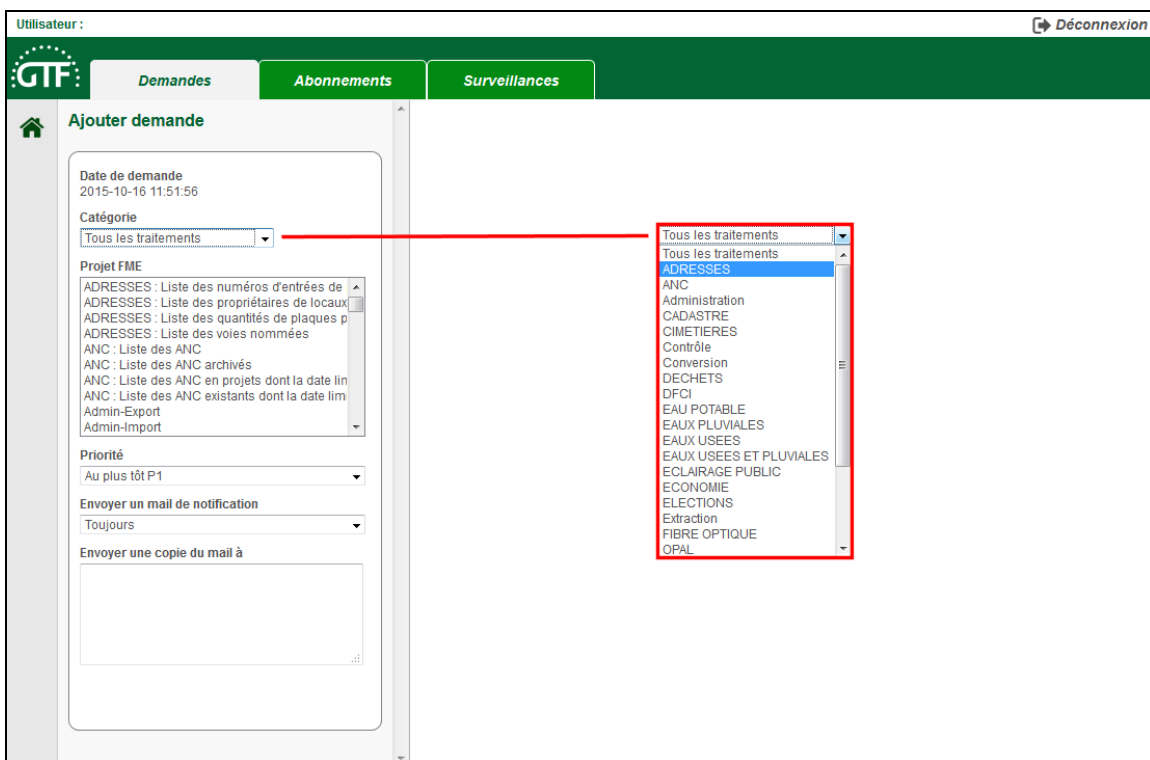 Utilisateur :
Déconnexion
GTF
Demandes
Abonnements
Surveillances
Ajouter demande
Date de demande
2015-10-16 11:51:56
Catégorie
Tous les traitements
Projet FME
ADRESSES : Liste des numéros d'entrées de
ADRESSES : Liste des propriétaires de locaux
ADRESSES : Liste des quantités de plaques p
ADRESSES : Liste des voies nommées
ANC : Liste des ANC
ANC : Liste des ANC archivés
ANC : Liste des ANC en projets dont la date lin
ANC : Liste des ANC existants dont la date lim
Admin-Export
Admin-Import
Priorité
Au plus tôt P1
Envoyer un mail de notification
Toujours
Envoyer une copie du mail à
Tous les traitements
Tous les traitements
ADRESSES
ANC
Administration
CADASTRE
CIMETIERES
Contrôle
Conversion
DECHETS
DFCI
EAU POTABLE
EAUX PLUVIALES
EAUX USEES
EAUX USEES ET PLUVIALES
ECLAIRAGE PUBLIC
ECONOMIE
ELECTIONS
Extraction
FIBRE OPTIQUE
OPAL